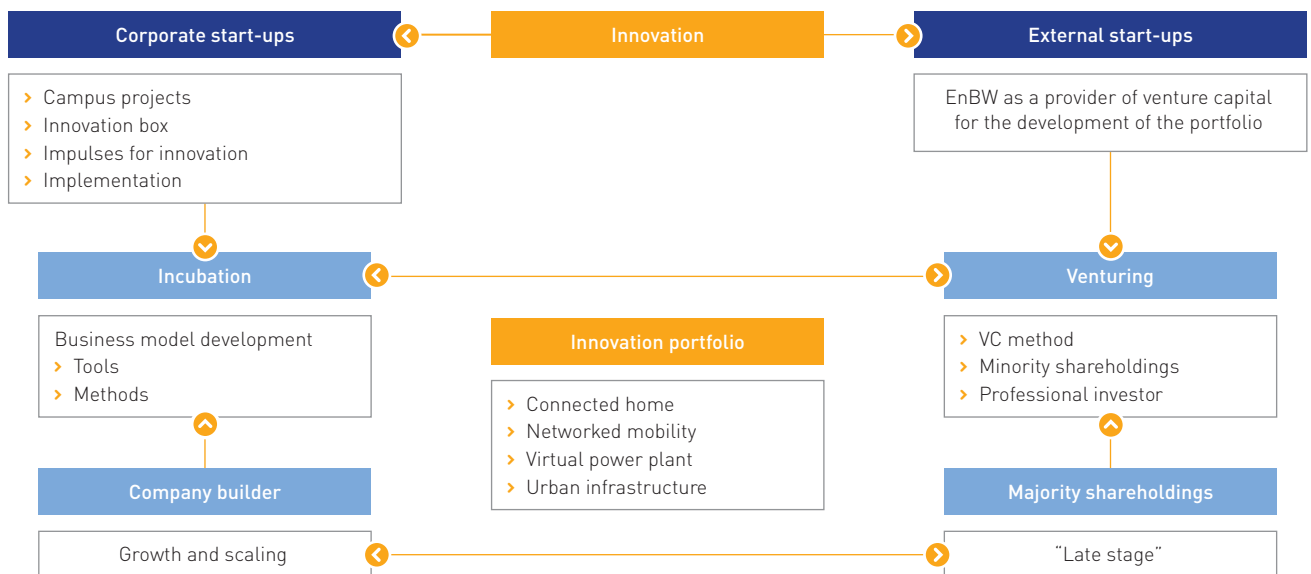 Corporate start-ups
Innovation
External start-ups
Campus projects
Innovation box
Impulses for innovation
Implementation
EnBW as a provider of venture capital
for the development of the portfolio
Incubation
Venturing
Business model development
Tools
Methods
Innovation portfolio
Connected home
Networked mobility
Virtual power plant
Urban infrastructure
VC method
Minority shareholdings
Professional investor
Company builder
Majority shareholdings
Growth and scaling
“Late stage”